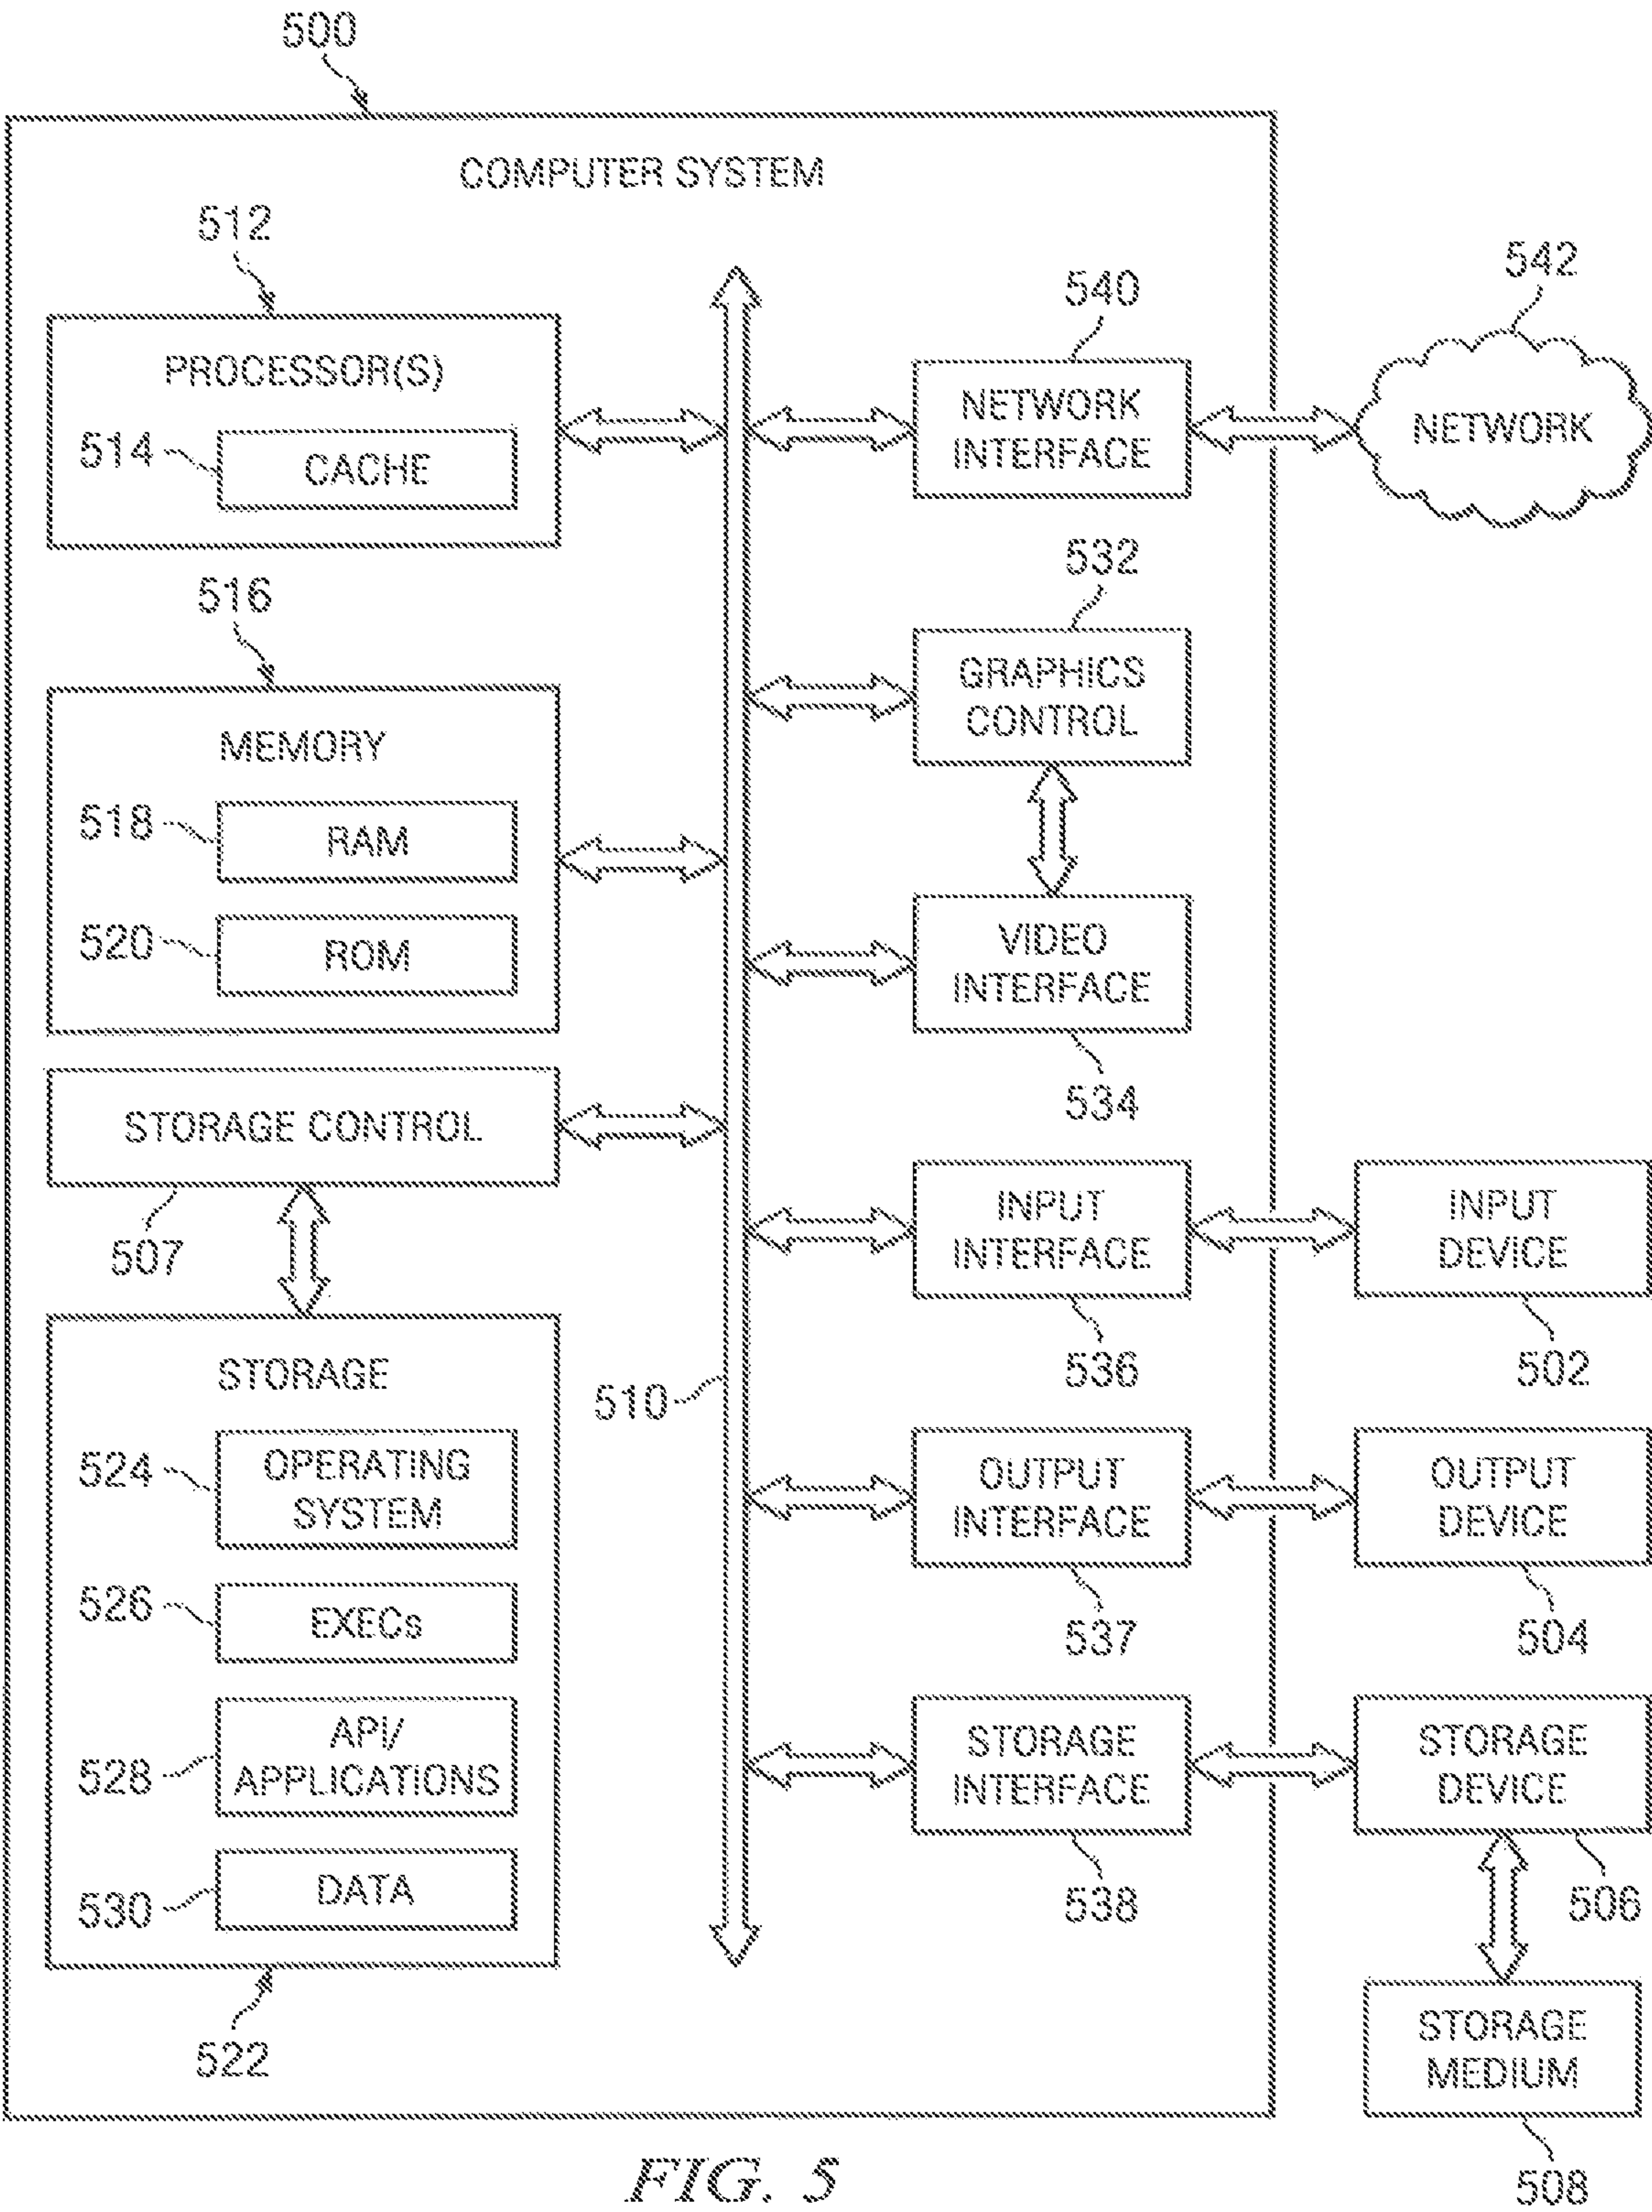 500
COMPUTER SYSTEM
512
PROCESSOR(S)
514
CACHE
516
MEMORY
518
RAM
520
ROM
STORAGE CONTROL
507
STORAGE
524
OPERATING
SYSTEM
526
EXECs
528
API/
APPLICATIONS
530
DATA
522
510
540
NETWORK
INTERFACE
542
NETWORK
532
GRAPHICS
CONTROL
VIDEO
INTERFACE
534
INPUT
INTERFACE
536
INPUT
DEVICE
502
OUTPUT
INTERFACE
537
OUTPUT
DEVICE
504
STORAGE
INTERFACE
538
STORAGE
DEVICE
506
STORAGE
MEDIUM
508
FIG. 5